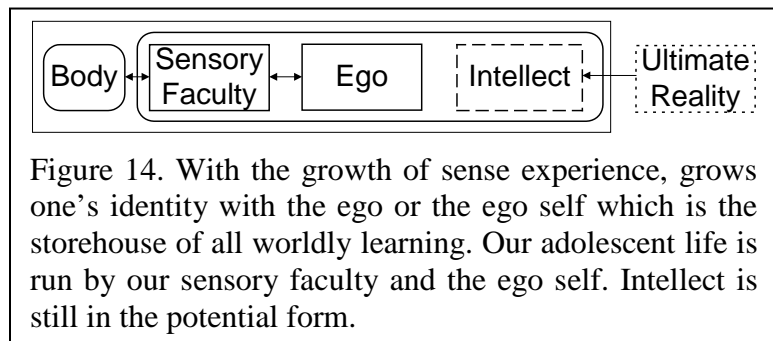 Body
Sensory
Faculty
Ego
Intellect
Ultimate
Reality
Figure 14. With the growth of sense experience, grows
one's identity with the ego or the ego self which is the
storehouse of all worldly learning. Our adolescent life is
run by our sensory faculty and the ego self. Intellect is
still in the potential form.